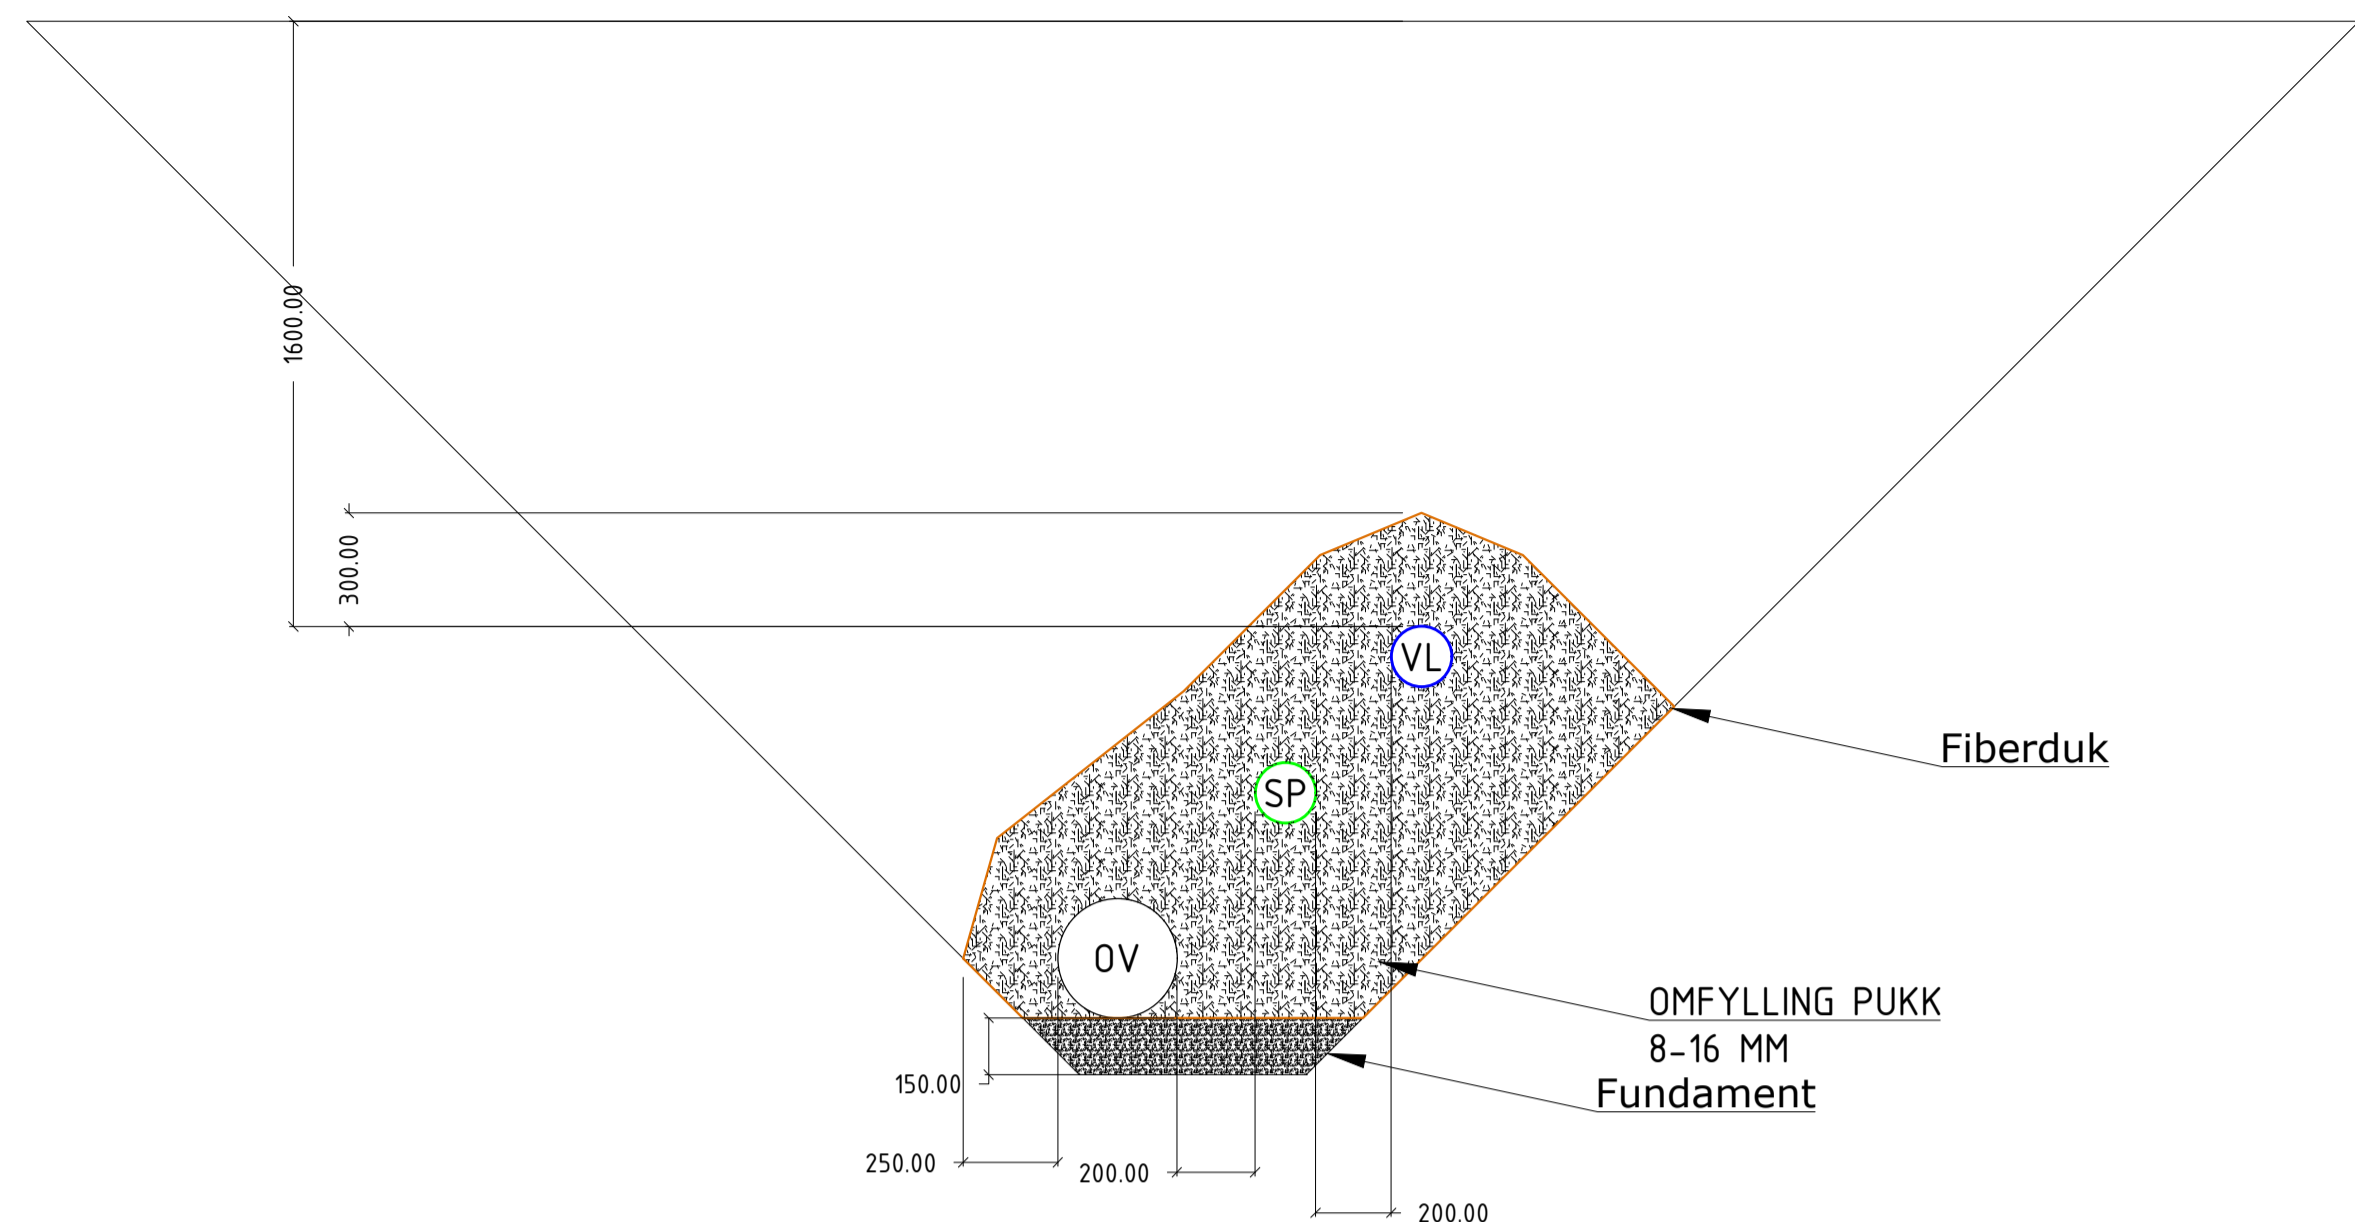 1600.00
300.00
VL
SP
Fiberduk
OV
OMFYLLING PUKK
8-16 MM
150.00
Fundament
250.00
200.00
200.00